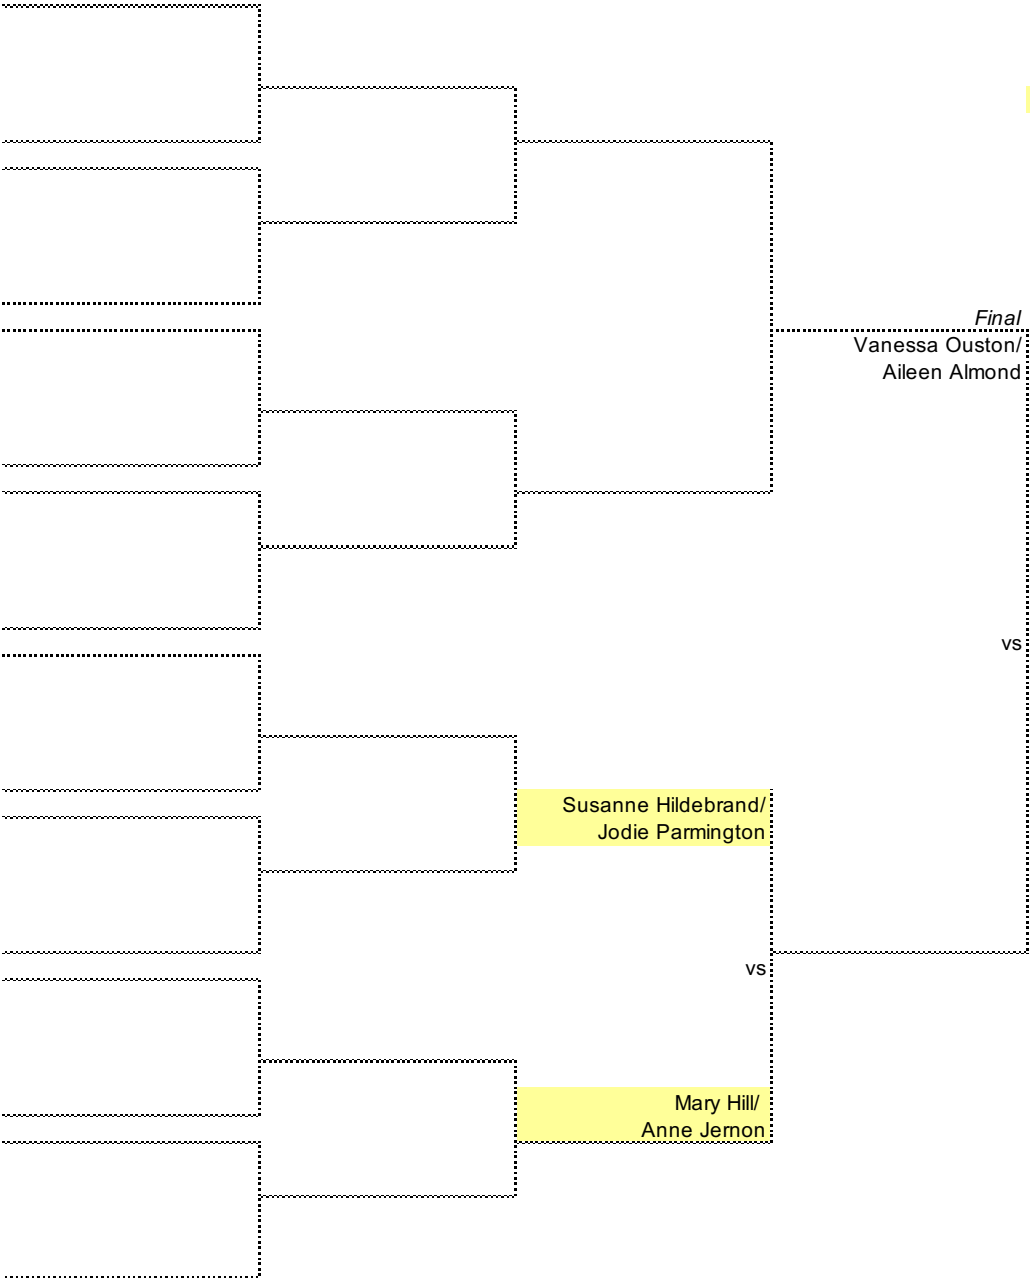 Final
Vanessa Ouston/
Aileen Almond
vs
Susanne Hildebrand/
Jodie Parmington
vs
Mary Hill/
Anne Jernon